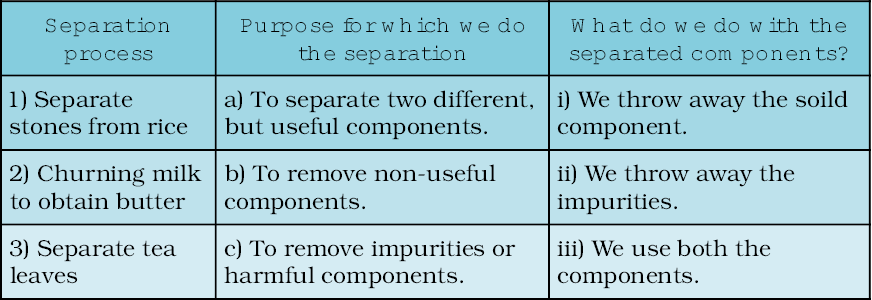 Separation
process
Purpose for which we do
the separation
What do we do with the
separated components?
1) Separate
stones from rice
a) To separate two different,
but useful components.
i) We throw away the soild
component.
2) Churning milk
to obtain butter
b) To remove non-useful
components.
ii) We throw away the
impurities.
3) Separate tea
leaves
c) To remove impurities or
harmful components.
iii) We use both the
components.